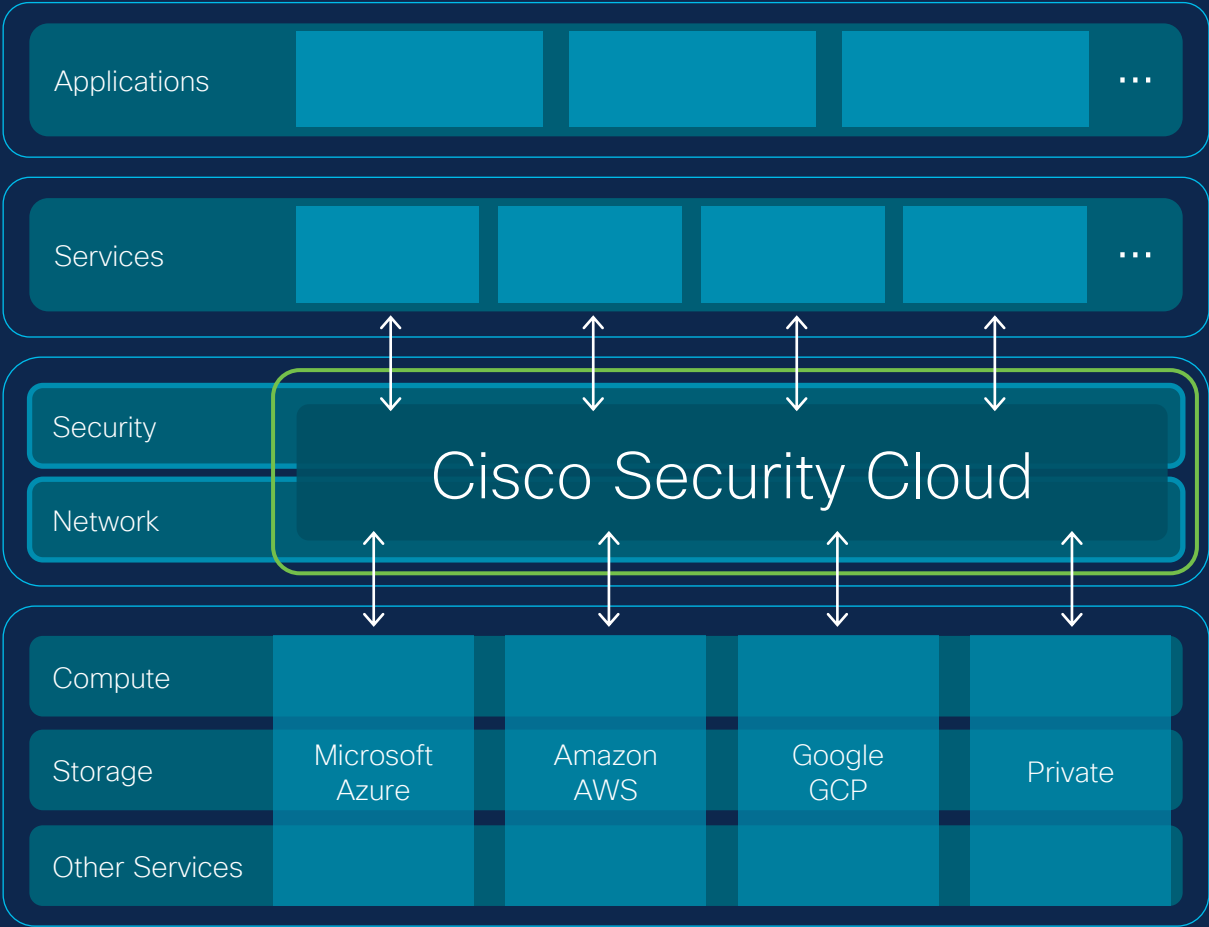 Applications
...
Services
...
Security
Cisco Security Cloud
Network
Compute
Storage
Microsoft
Azure
Amazon
AWS
Google
GCP
Private
Other Services